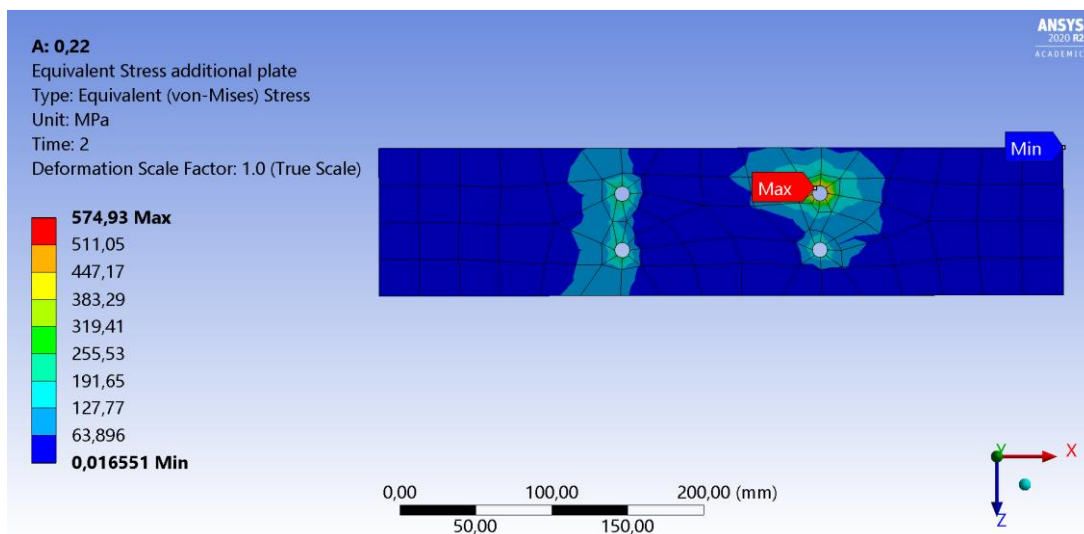 ANSYS
2020 R2
ACADEMIC
A: 0,22
Equivalent Stress additional plate
Type: Equivalent (von-Mises) Stress
Unit: MPa
Time: 2
Deformation Scale Factor: 1.0 (True Scale)
574,93 Max
511,05
447,17
383,29
319,41
255,53
191,65
127,77
63,896
0,016551 Min
Min
Max
0,00 100,00 200,00 (mm)
50,00 150,00
Y
X
Z